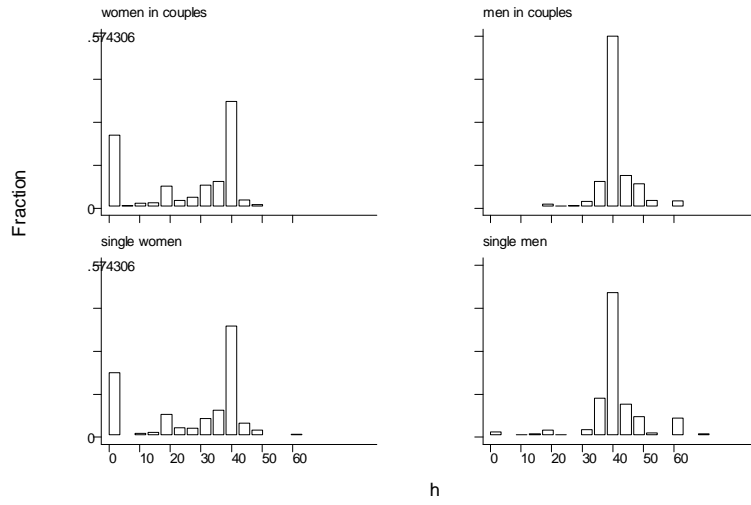 women in couples
men in couples
.574306
0
Fraction
single women
single men
.574306
0
0 10 20 30 40 50 60
0 10 20 30 40 50 60
h